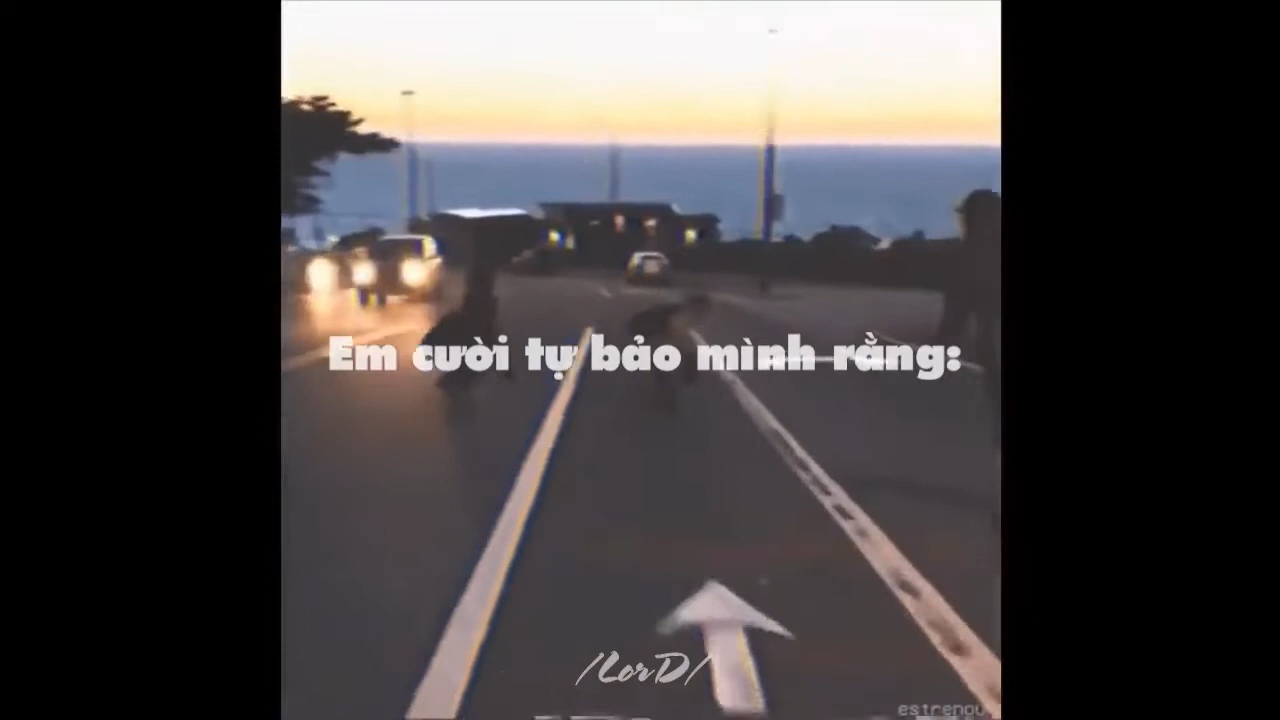 Em cười tự bảo mình rằng:
/LorD/
estrenou